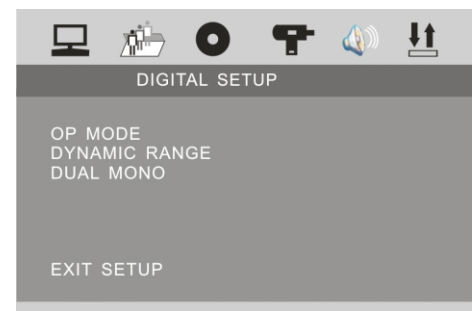 DIGITAL SETUP
OP MODE
DYNAMIC RANGE
DUAL MONO
EXIT SETUP